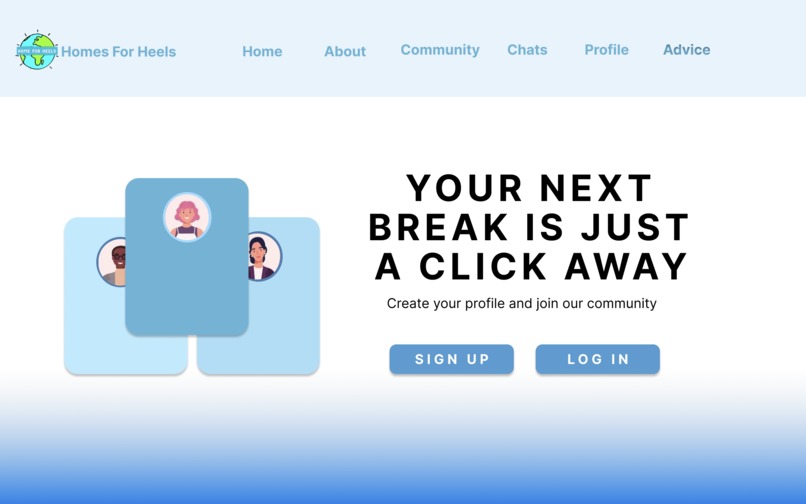 HOME FOR HEELS
Homes For Heels
Home
About
Community
Chats
Profile
Advice
YOUR NEXT
BREAK IS JUST
A CLICK AWAY
Create your profile and join our community
SIGN UP
LOG IN